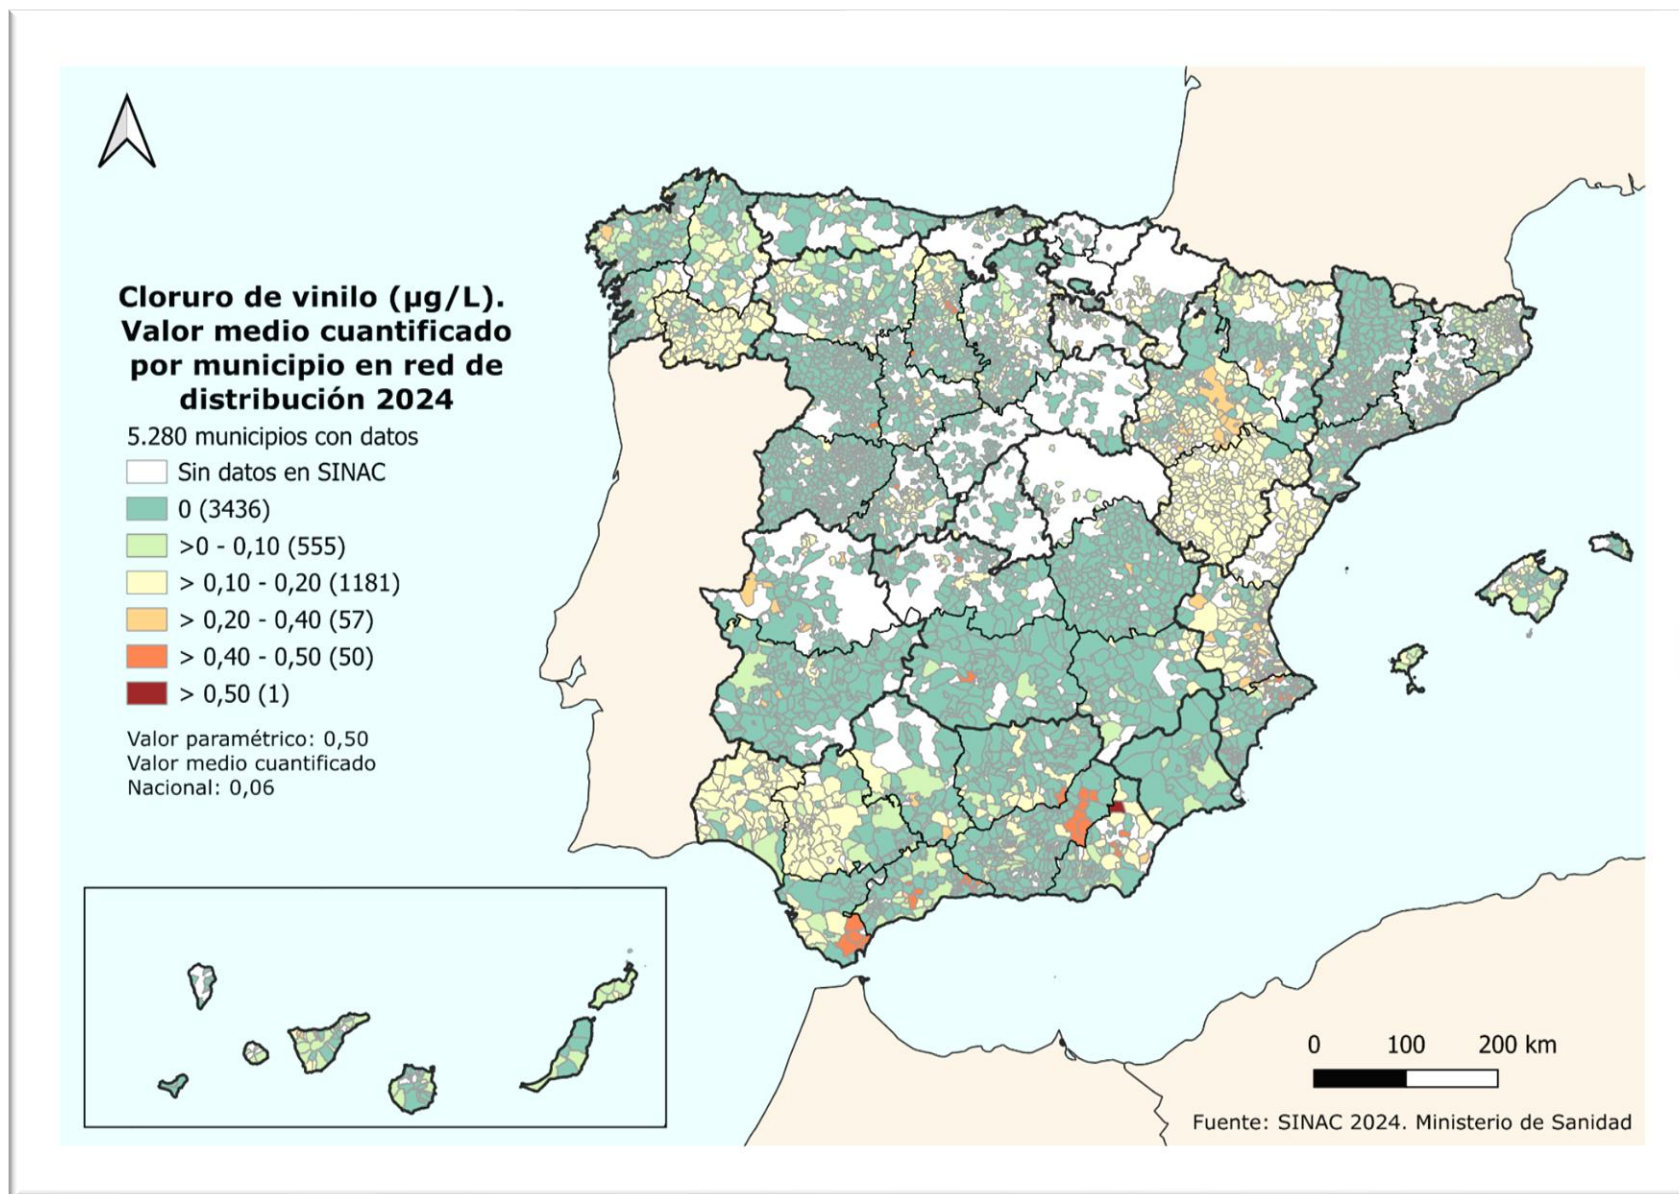 Cloruro de vinilo (µg/L).
Valor medio cuantificado
por municipio en red de
distribución 2024
5.280 municipios con datos
Sin datos en SINAC
0 (3436)
>0 - 0,10 (555)
> 0,10 - 0,20 (1181)
> 0,20 - 0,40 (57)
> 0,40 - 0,50 (50)
> 0,50 (1)
Valor paramétrico: 0,50
Valor medio cuantificado
Nacional: 0,06
0 100 200 km
Fuente: SINAC 2024. Ministerio de Sanidad